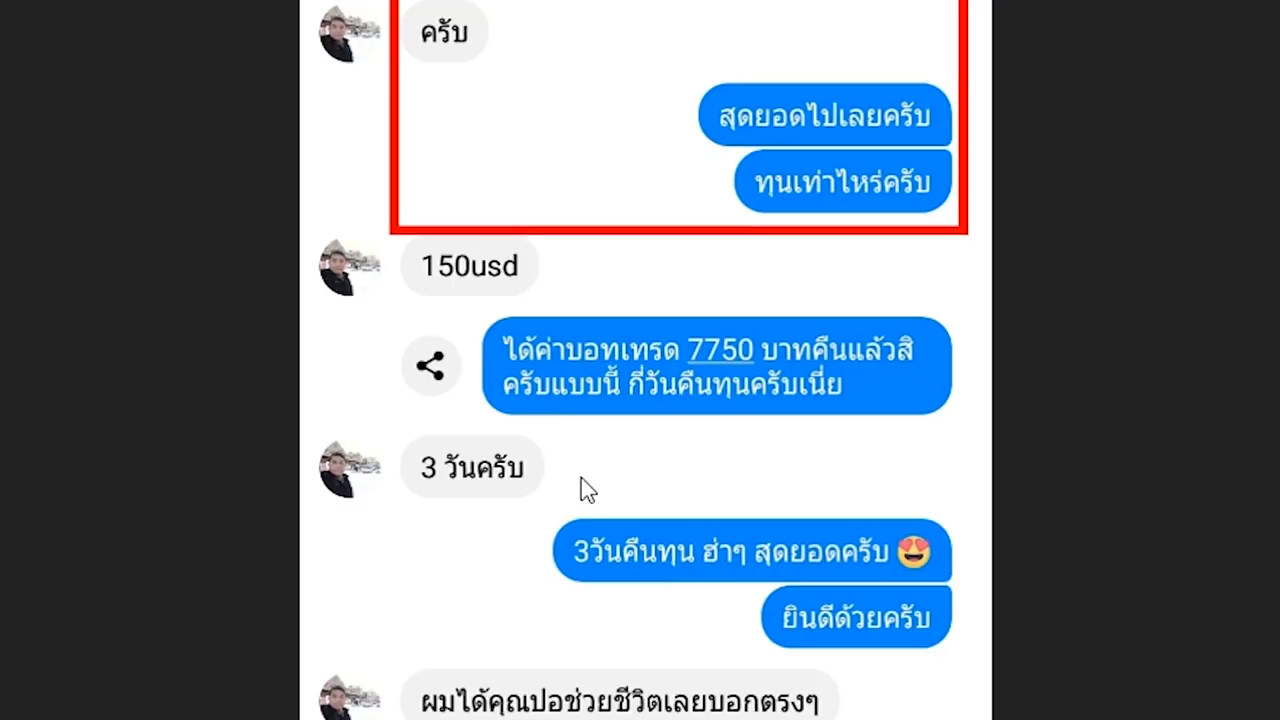 ครับ
สุดยอดไปเลยครับ
ทุนเท่าไหร่ครับ
150usd
ได้ค่าบอทเทรด 7750 บาทคืนแล้วสิ
ครับแบบนี้ กี่วันคืนทุนครับเนี่ย
3 วันครับ
3วันคืนทุน ฮ่าๆ สุดยอดครับ 😍
ยินดีด้วยครับ
ผมได้คุณปอช่วยชีวิตเลยบอกตรงๆ